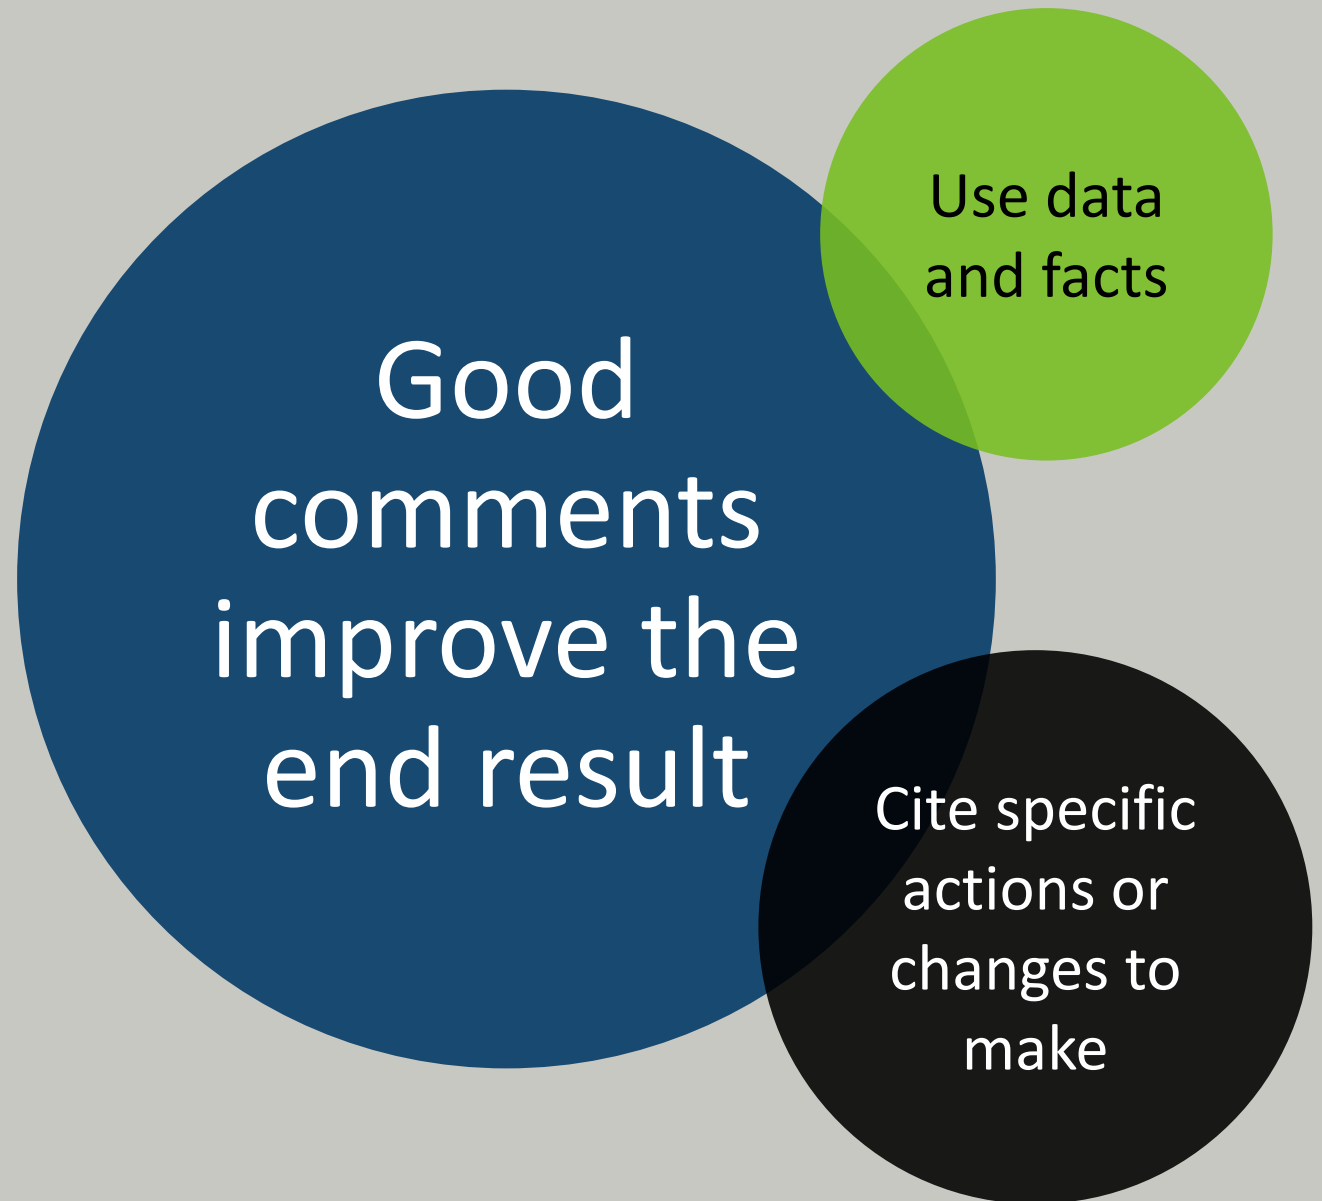 Good
comments
improve the
end result
Use data
and facts
Cite specific
actions or
changes to
make